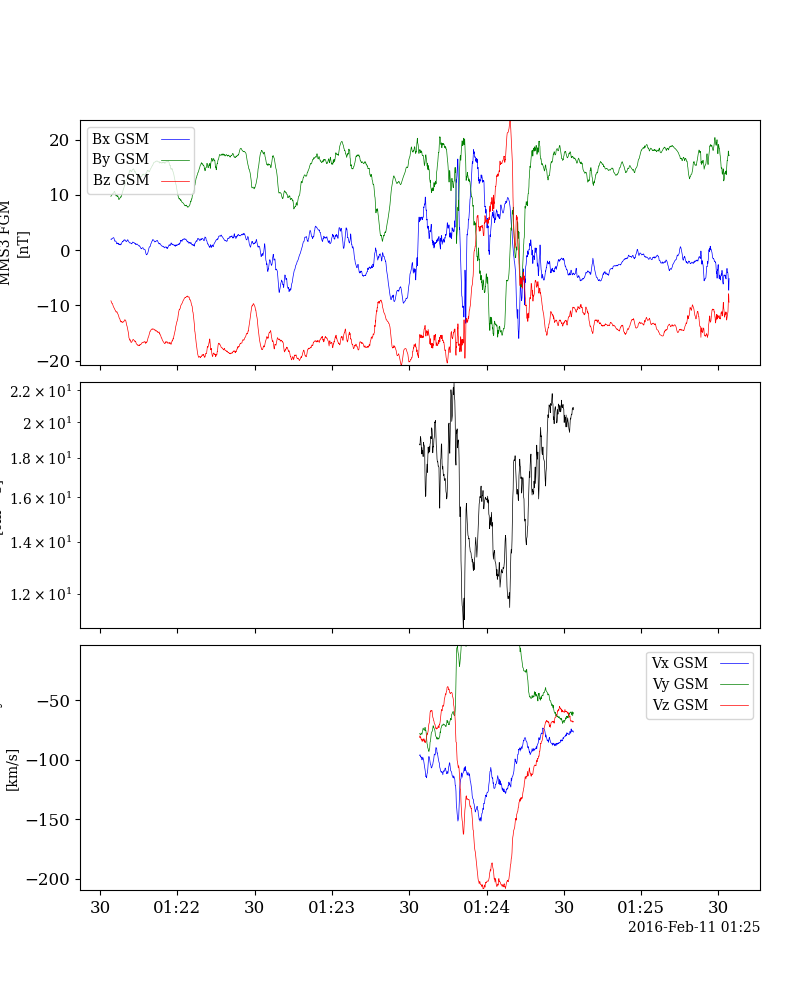 Bx GSM
By GSM
Bz GSM
20
10
0
−10
−20
MMS3 FGM
[nT]
2.2 × 10¹
2 × 10¹
1.8 × 10¹
1.6 × 10¹
1.4 × 10¹
1.2 × 10¹
Vx GSM
Vy GSM
Vz GSM
−50
−100
−150
−200
[km/s]
30 01:22 30 01:23 30 01:24 30 01:25 30
2016-Feb-11 01:25